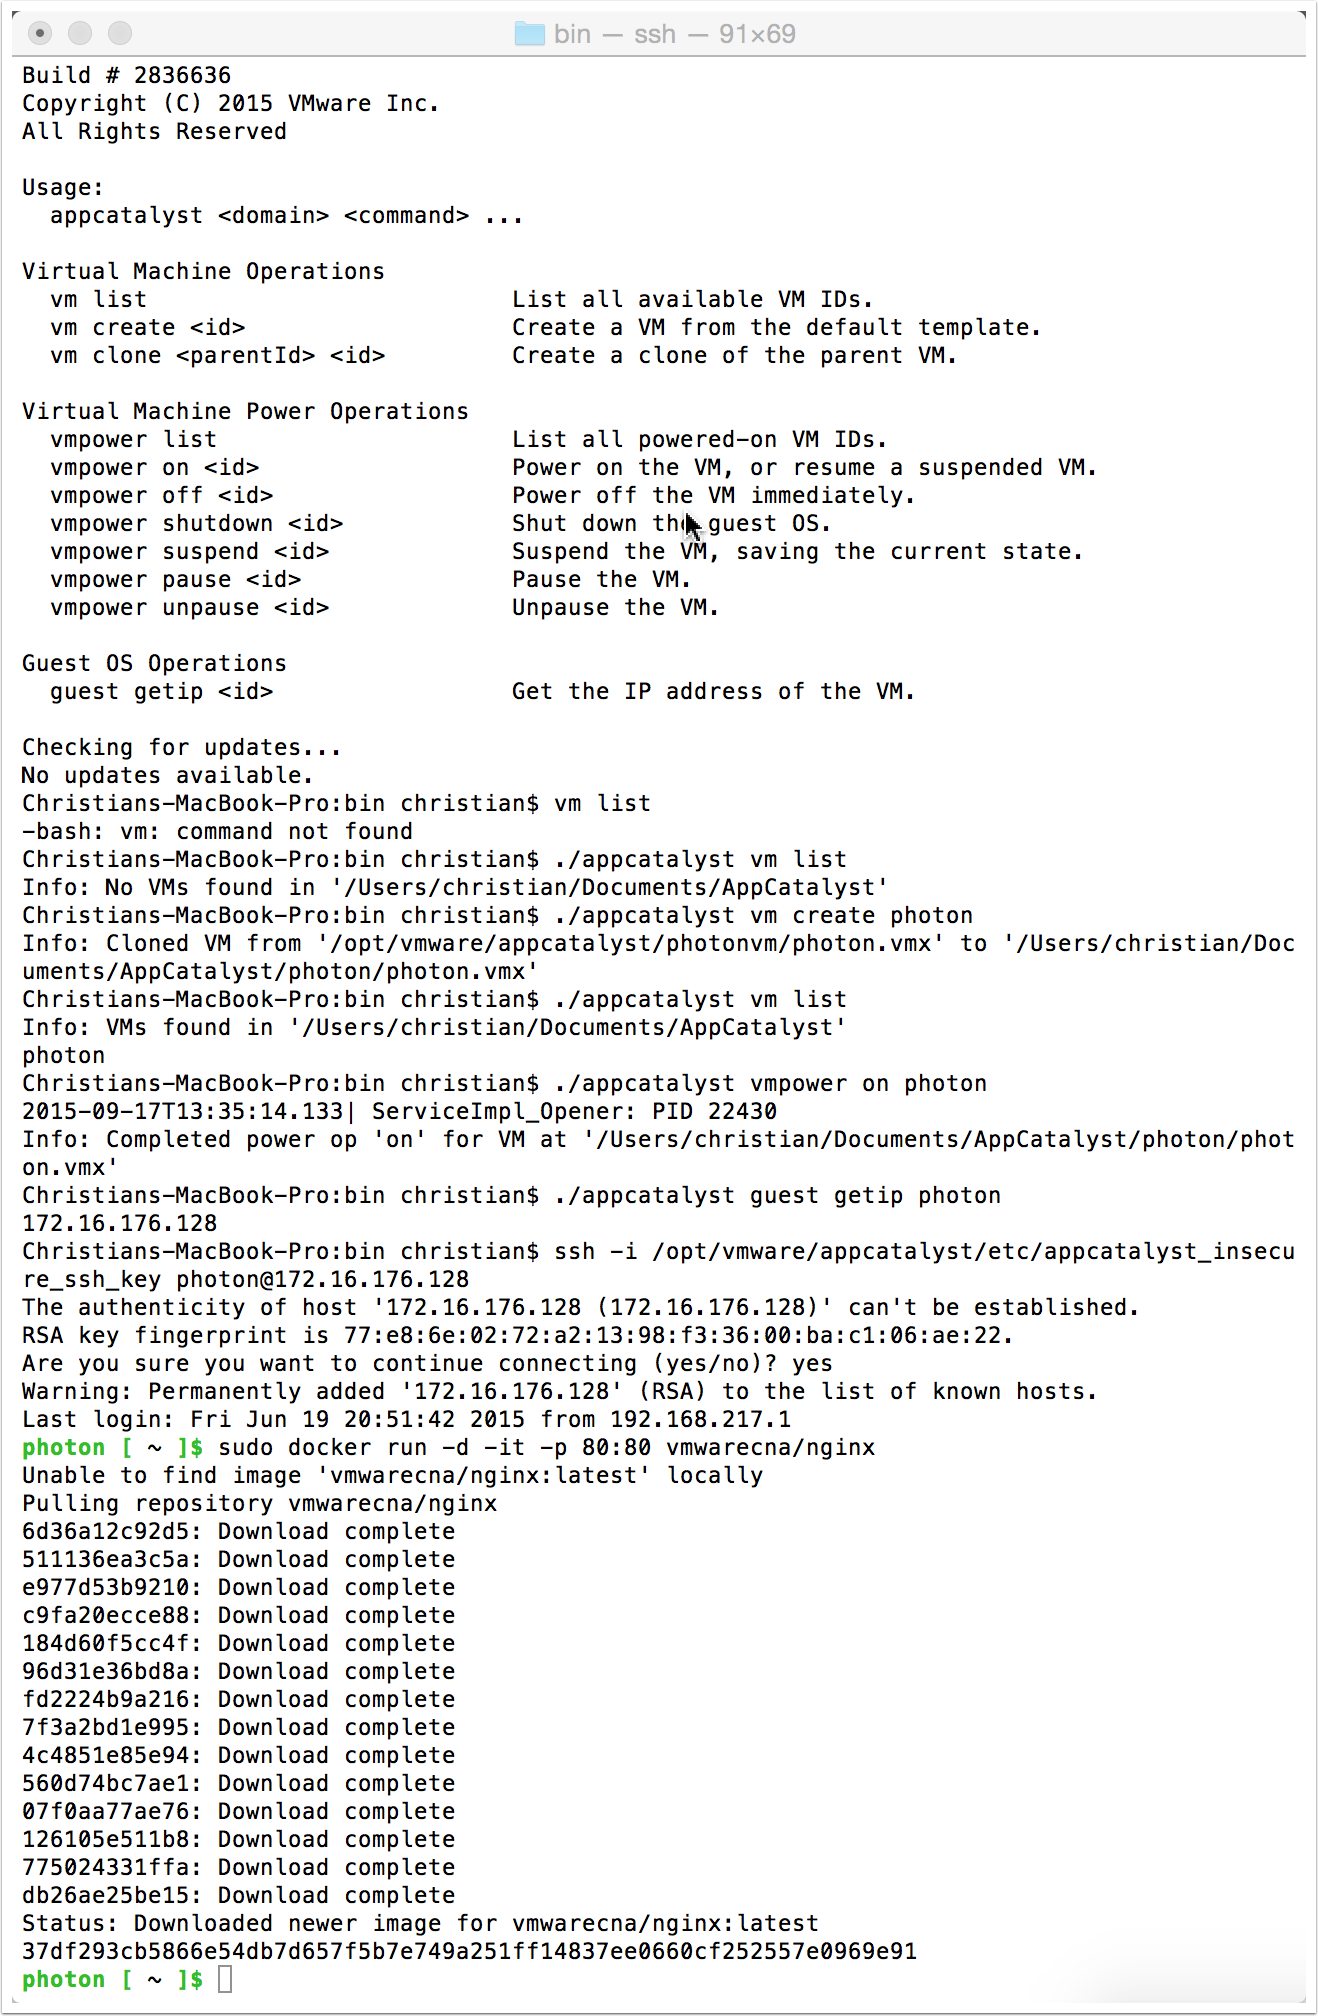 bin — ssh — 91×69
Build # 2836636
Copyright (C) 2015 VMware Inc.
All Rights Reserved
Usage:
  appcatalyst <domain> <command> ...
Virtual Machine Operations
  vm list                          List all available VM IDs.
  vm create <id>                   Create a VM from the default template.
  vm clone <parentId> <id>         Create a clone of the parent VM.
Virtual Machine Power Operations
  vmpower list                     List all powered-on VM IDs.
  vmpower on <id>                  Power on the VM, or resume a suspended VM.
  vmpower off <id>                 Power off the VM immediately.
  vmpower shutdown <id>            Shut down the guest OS.
  vmpower suspend <id>             Suspend the VM, saving the current state.
  vmpower pause <id>               Pause the VM.
  vmpower unpause <id>             Unpause the VM.
Guest OS Operations
  guest getip <id>                 Get the IP address of the VM.
Checking for updates...
No updates available.
Christians-MacBook-Pro:bin christian$ vm list
-bash: vm: command not found
Christians-MacBook-Pro:bin christian$ ./appcatalyst vm list
Info: No VMs found in '/Users/christian/Documents/AppCatalyst'
Christians-MacBook-Pro:bin christian$ ./appcatalyst vm create photon
Info: Cloned VM from '/opt/vmware/appcatalyst/photonvm/photon.vmx' to '/Users/christian/Doc
uments/AppCatalyst/photon/photon.vmx'
Christians-MacBook-Pro:bin christian$ ./appcatalyst vm list
Info: VMs found in '/Users/christian/Documents/AppCatalyst'
photon
Christians-MacBook-Pro:bin christian$ ./appcatalyst vmpower on photon
2015-09-17T13:35:14.133| ServiceImpl_Opener: PID 22430
Info: Completed power op 'on' for VM at '/Users/christian/Documents/AppCatalyst/photon/phot
on.vmx'
Christians-MacBook-Pro:bin christian$ ./appcatalyst guest getip photon
172.16.176.128
Christians-MacBook-Pro:bin christian$ ssh -i /opt/vmware/appcatalyst/etc/appcatalyst_insecu
re_ssh_key photon@172.16.176.128
The authenticity of host '172.16.176.128 (172.16.176.128)' can't be established.
RSA key fingerprint is 77:e8:6e:02:72:a2:13:98:f3:36:00:ba:c1:06:ae:22.
Are you sure you want to continue connecting (yes/no)? yes
Warning: Permanently added '172.16.176.128' (RSA) to the list of known hosts.
Last login: Fri Jun 19 20:51:42 2015 from 192.168.217.1
photon [ ~ ]$ sudo docker run -d -it -p 80:80 vmwarecna/nginx
Unable to find image 'vmwarecna/nginx:latest' locally
Pulling repository vmwarecna/nginx
6d36a12c92d5: Download complete
511136ea3c5a: Download complete
e977d53b9210: Download complete
c9fa20ecce88: Download complete
184d60f5cc4f: Download complete
96d31e36bd8a: Download complete
fd2224b9a216: Download complete
7f3a2bd1e995: Download complete
4c4851e85e94: Download complete
560d74bc7ae1: Download complete
07f0aa77ae76: Download complete
126105e511b8: Download complete
775024331ffa: Download complete
db26ae25be15: Download complete
Status: Downloaded newer image for vmwarecna/nginx:latest
37df293cb5866e54db7d657f5b7e749a251ff14837ee0660cf252557e0969e91
photon [ ~ ]$